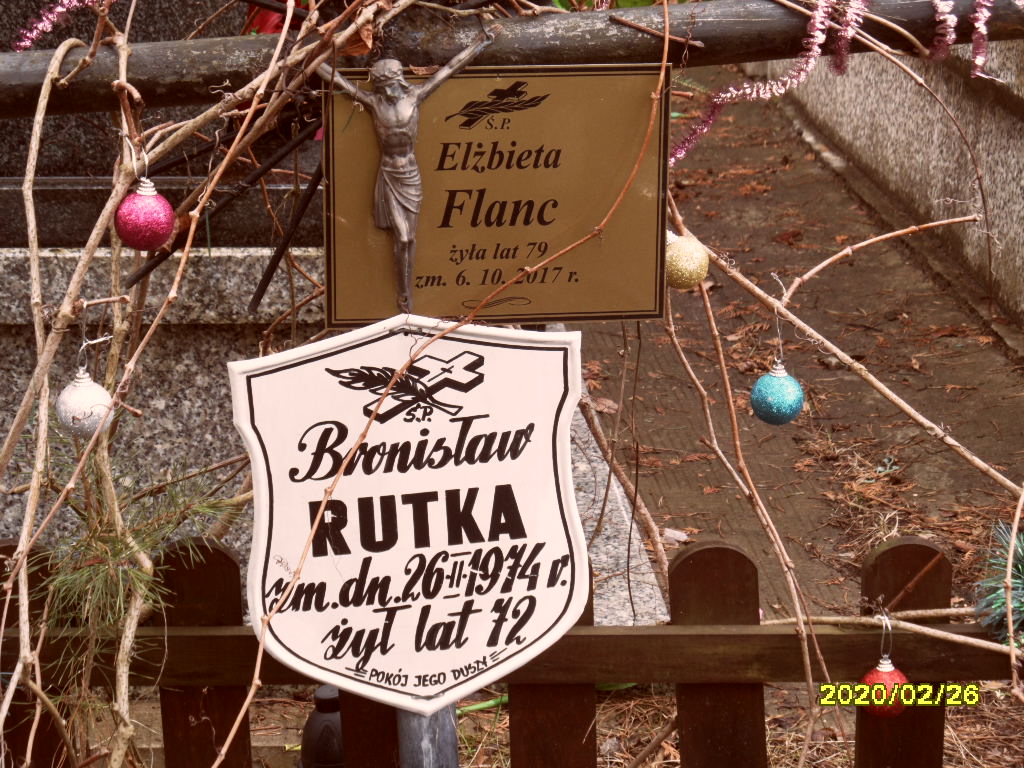 Ś.P.
Elżbieta
Flanc
żyła lat 79
zm. 6. 10. 2017 r.
Ś.P.
Bronisław
RUTKA
zm. dn. 26-II-1974 r.
żył lat 72
POKÓJ JEGO DUSZY
2020/02/26